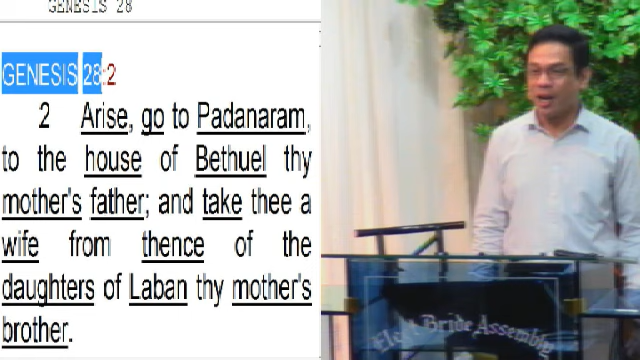 GENESIS 28
GENESIS 28:2
2 Arise, go to Padanaram,
to the house of Bethuel thy
mother's father; and take thee a
wife from thence of the
daughters of Laban thy mother's
brother.
Elect Bride Assembly